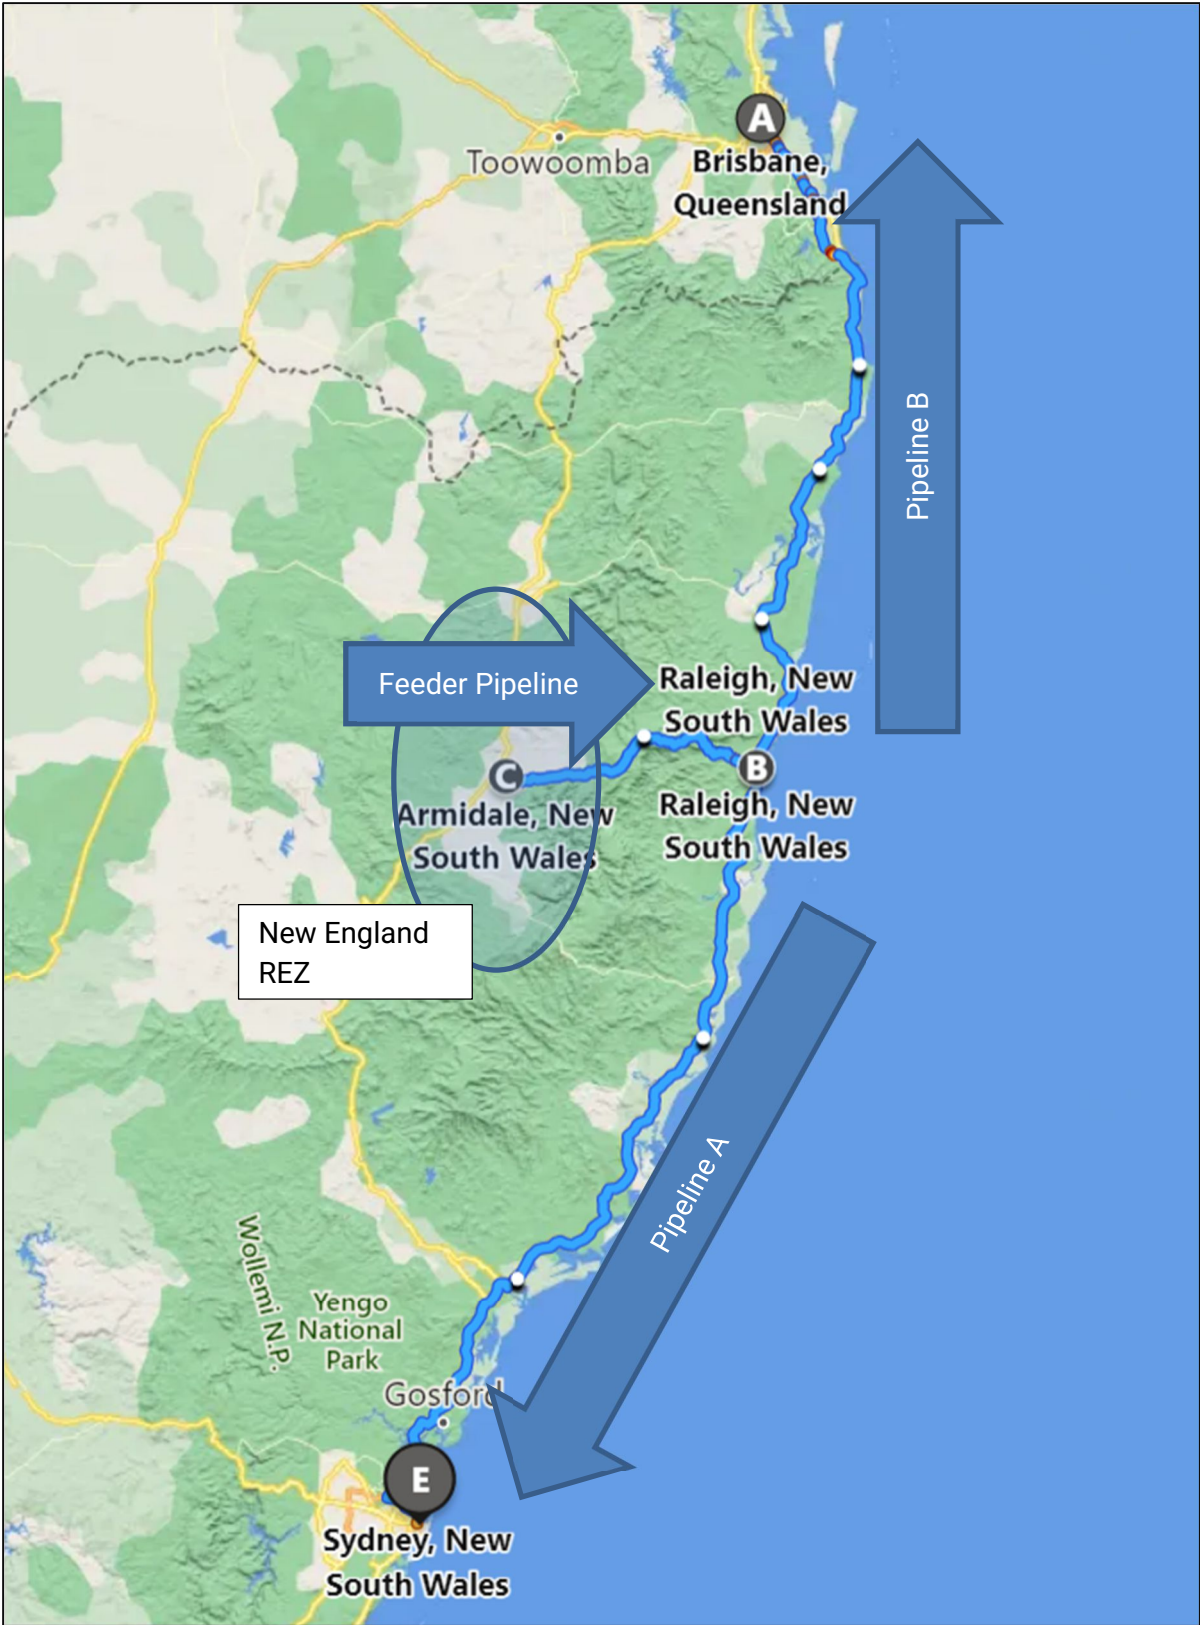 A
Toowoomba
Brisbane,
Queensland
Pipeline B
Feeder Pipeline
Raleigh, New
South Wales
C
B
Armidale, New
South Wales
Raleigh, New
South Wales
New England
REZ
Pipeline A
Wollemi N.P.
Yengo
National
Park
Gosford
E
Sydney, New
South Wales